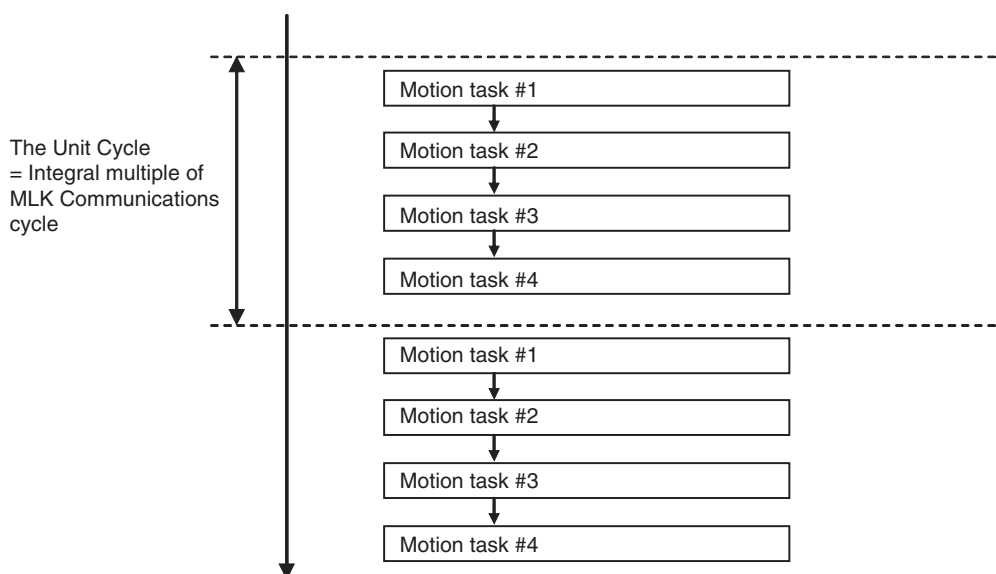 Motion task #1
Motion task #2
The Unit Cycle
= Integral multiple of
MLK Communications
cycle
Motion task #3
Motion task #4
Motion task #1
Motion task #2
Motion task #3
Motion task #4